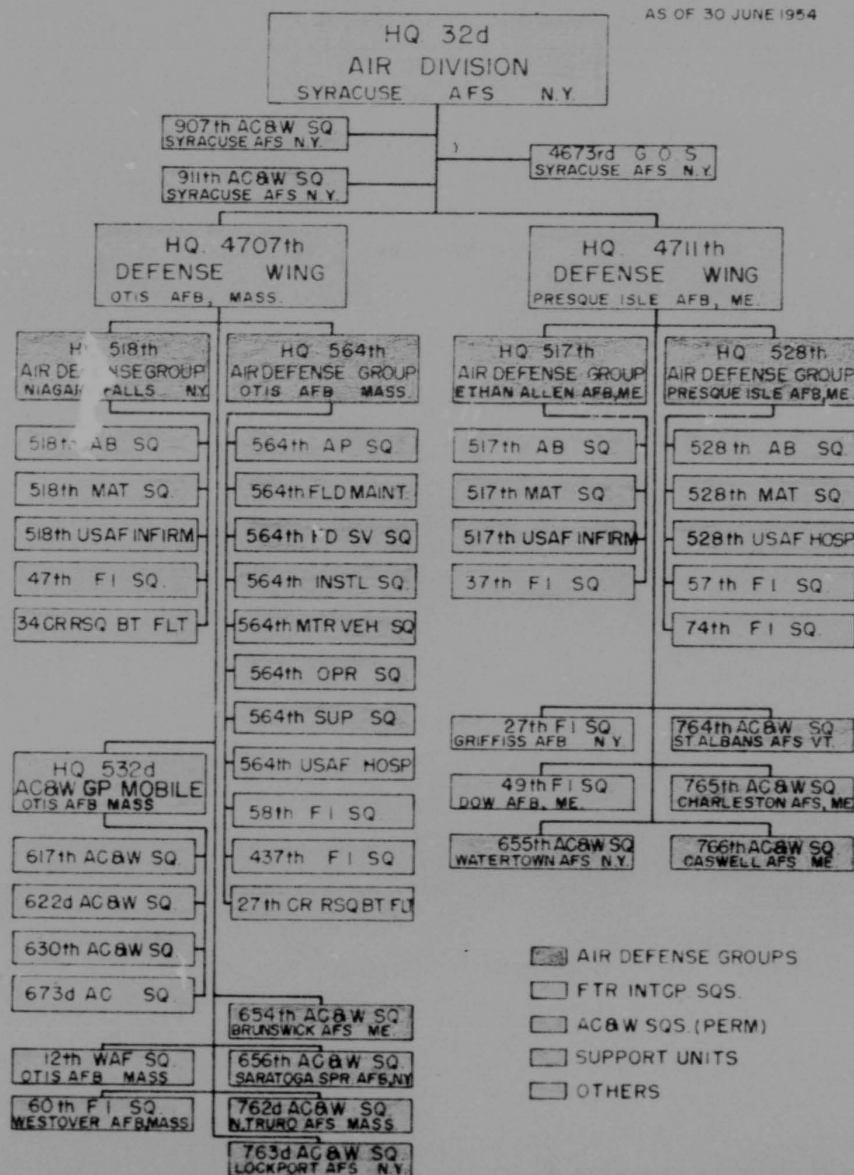 AS OF 30 JUNE 1954
HQ 32d
AIR DIVISION
SYRACUSE AFS N.Y.
907th AC&W SQ
SYRACUSE AFS N.Y.
4673rd G O S
SYRACUSE AFS N.Y.
911th AC&W SQ
SYRACUSE AFS N.Y.
HQ. 4707th
DEFENSE WING
OTIS AFB, MASS.
HQ. 4711th
DEFENSE WING
PRESQUE ISLE AFB, ME.
HQ 518th
AIR DEFENSE GROUP
NIAGARA FALLS N.Y.
HQ 564th
AIR DEFENSE GROUP
OTIS AFB MASS.
HQ 517th
AIR DEFENSE GROUP
ETHAN ALLEN AFB,ME
HQ 528th
AIR DEFENSE GROUP
PRESQUE ISLE AFB,ME
518th AB SQ
518th MAT SQ.
518th USAF INFIRM
47th F I SQ.
34 CR RSQ BT FLT
564th AP SQ
564th FLD MAINT.
564th FD SV SQ
564th INSTL SQ.
564th MTR VEH SQ
564th OPR SQ
564th SUP SQ
564th USAF HOSP
58th F I SQ
437th F I SQ
27th CR RSQ BT FLT
517th AB SQ
517th MAT SQ
517th USAF INFIRM
37th F I SQ
528th AB SQ
528th MAT SQ
528th USAF HOSP
57th F I SQ
74th F I SQ.
HQ 532d
AC&W GP MOBILE
OTIS AFB MASS
617th AC&W SQ
622d AC&W SQ
630th AC&W SQ
673d AC SQ
27th F I SQ
GRIFFISS AFB N Y.
764th AC&W SQ
ST.ALBANS AFS VT.
49th F I SQ
DOW AFB, ME.
765th AC&W SQ
CHARLESTON AFS, ME
655th AC&W SQ
WATERTOWN AFS N.Y.
766th AC&W SQ
CASWELL AFS ME
654th AC&W SQ
BRUNSWICK AFS ME.
12th WAF SQ
OTIS AFB MASS
656th AC&W SQ.
SARATOGA SPR AFB,NY
60th F I SQ.
WESTOVER AFB,MASS
762d AC&W SQ.
N.TRURO AFS MASS
763d AC&W SQ
LOCKPORT AFS N.Y.
AIR DEFENSE GROUPS
FTR INTCP SQS.
AC&W SQS. (PERM)
SUPPORT UNITS
OTHERS